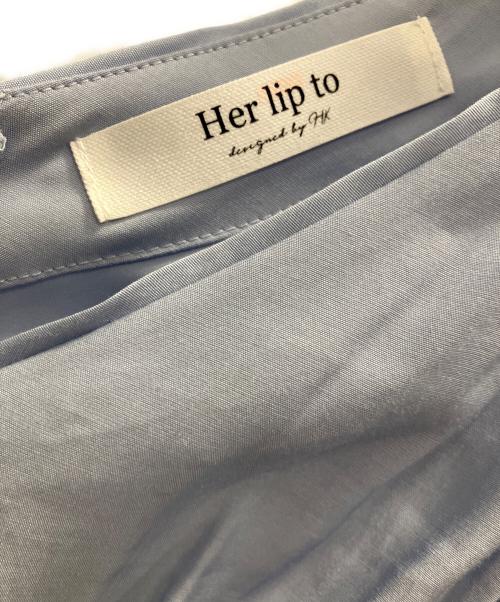 Her lip to
designed by HK